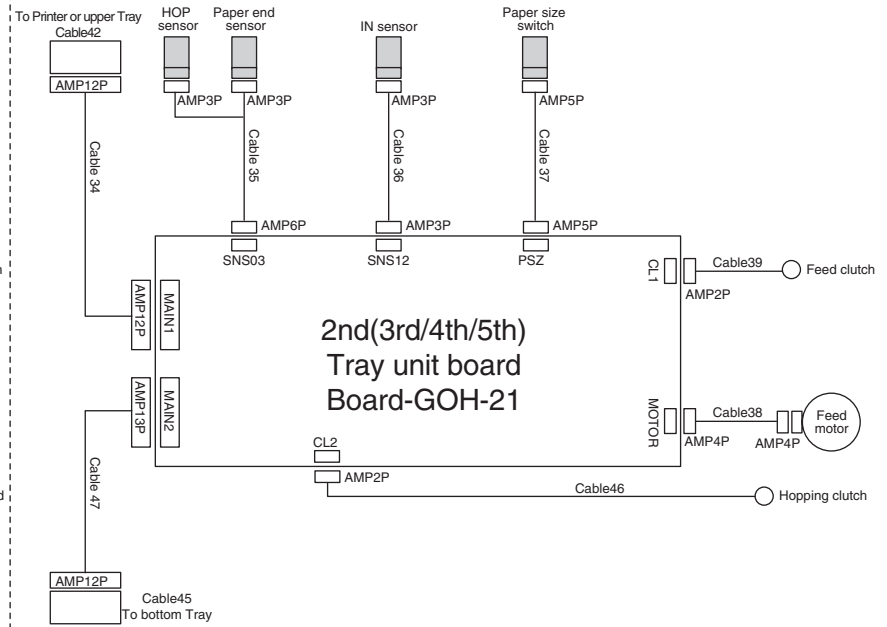 To Printer or upper Tray
Cable42
HOP
sensor
Paper end
sensor
IN sensor
Paper size
switch
AMP12P
AMP3P
AMP3P
AMP3P
AMP5P
Cable 34
Cable 35
Cable 36
Cable 37
AMP6P
AMP3P
AMP5P
SNS03
SNS12
PSZ
CL1
Cable39
Feed clutch
AMP2P
AMP12P
MAIN1
2nd(3rd/4th/5th)
Tray unit board
Board-GOH-21
AMP13P
MAIN2
MOTOR
Cable38
Feed
motor
AMP4P
AMP4P
CL2
AMP2P
Cable46
Hopping clutch
Cable 47
AMP12P
Cable45
To bottom Tray